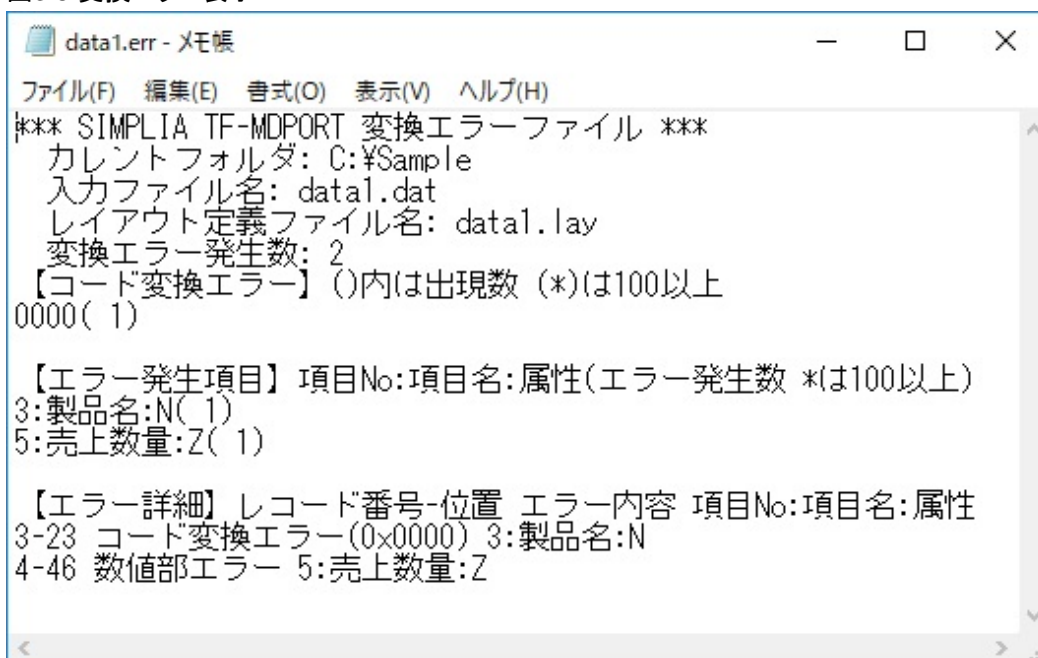 data1.err - メモ帳
ファイル(F) 編集(E) 書式(O) 表示(V) ヘルプ(H)
*** SIMPLIA TF-MDPORT 変換エラーファイル ***
カレントフォルダ: C:¥Sample
入力ファイル名: data1.dat
レイアウト定義ファイル名: data1.lay
変換エラー発生数: 2
【コード変換エラー】()内は出現数 (*)は100以上
0000( 1)
【エラー発生項目】項目No:項目名:属性(エラー発生数 *は100以上)
3:製品名:N( 1)
5:売上数量:Z( 1)
【エラー詳細】レコード番号-位置 エラー内容 項目No:項目名:属性
3-23 コード変換エラー(0x0000) 3:製品名:N
4-46 数値部エラー 5:売上数量:Z